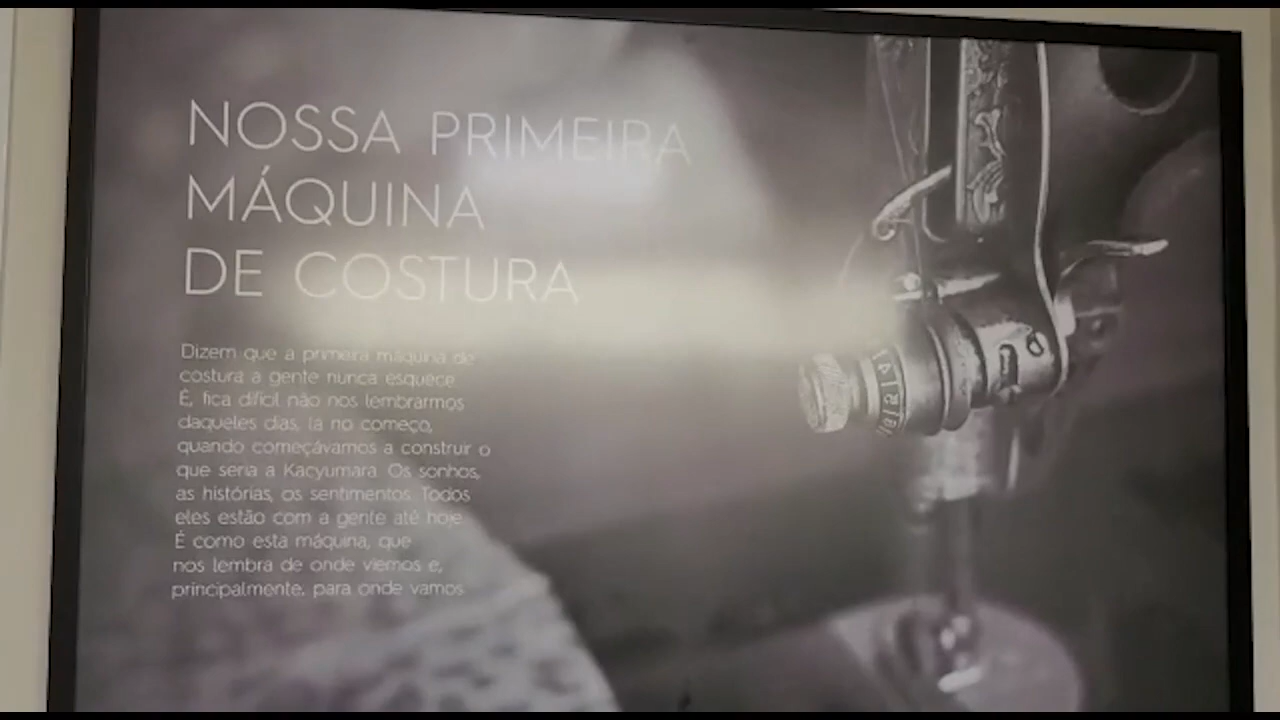 NOSSA PRIMEIRA
MÁQUINA
DE COSTURA
Dizem que a primeira máquina de
costura a gente nunca esquece.
É, fica difícil não nos lembrarmos
daqueles dias, lá no começo,
quando começávamos a construir o
que seria a Kacyumara. Os sonhos,
as histórias, os sentimentos. Todos
eles estão com a gente até hoje.
É como esta máquina, que
nos lembra de onde viemos e,
principalmente, para onde vamos.